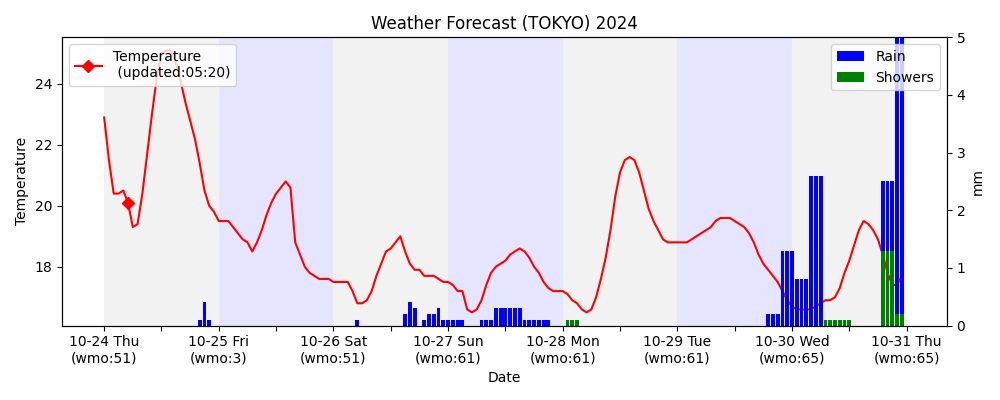 Weather Forecast (TOKYO) 2024
Temperature
(updated:05:20)
Rain
Showers
Temperature
24
22
20
18
5
4
3
2
1
0
mm
10-24 Thu
(wmo:51)
10-25 Fri
(wmo:3)
10-26 Sat
(wmo:51)
10-27 Sun
(wmo:61)
10-28 Mon
(wmo:61)
10-29 Tue
(wmo:61)
10-30 Wed
(wmo:65)
10-31 Thu
(wmo:65)
Date